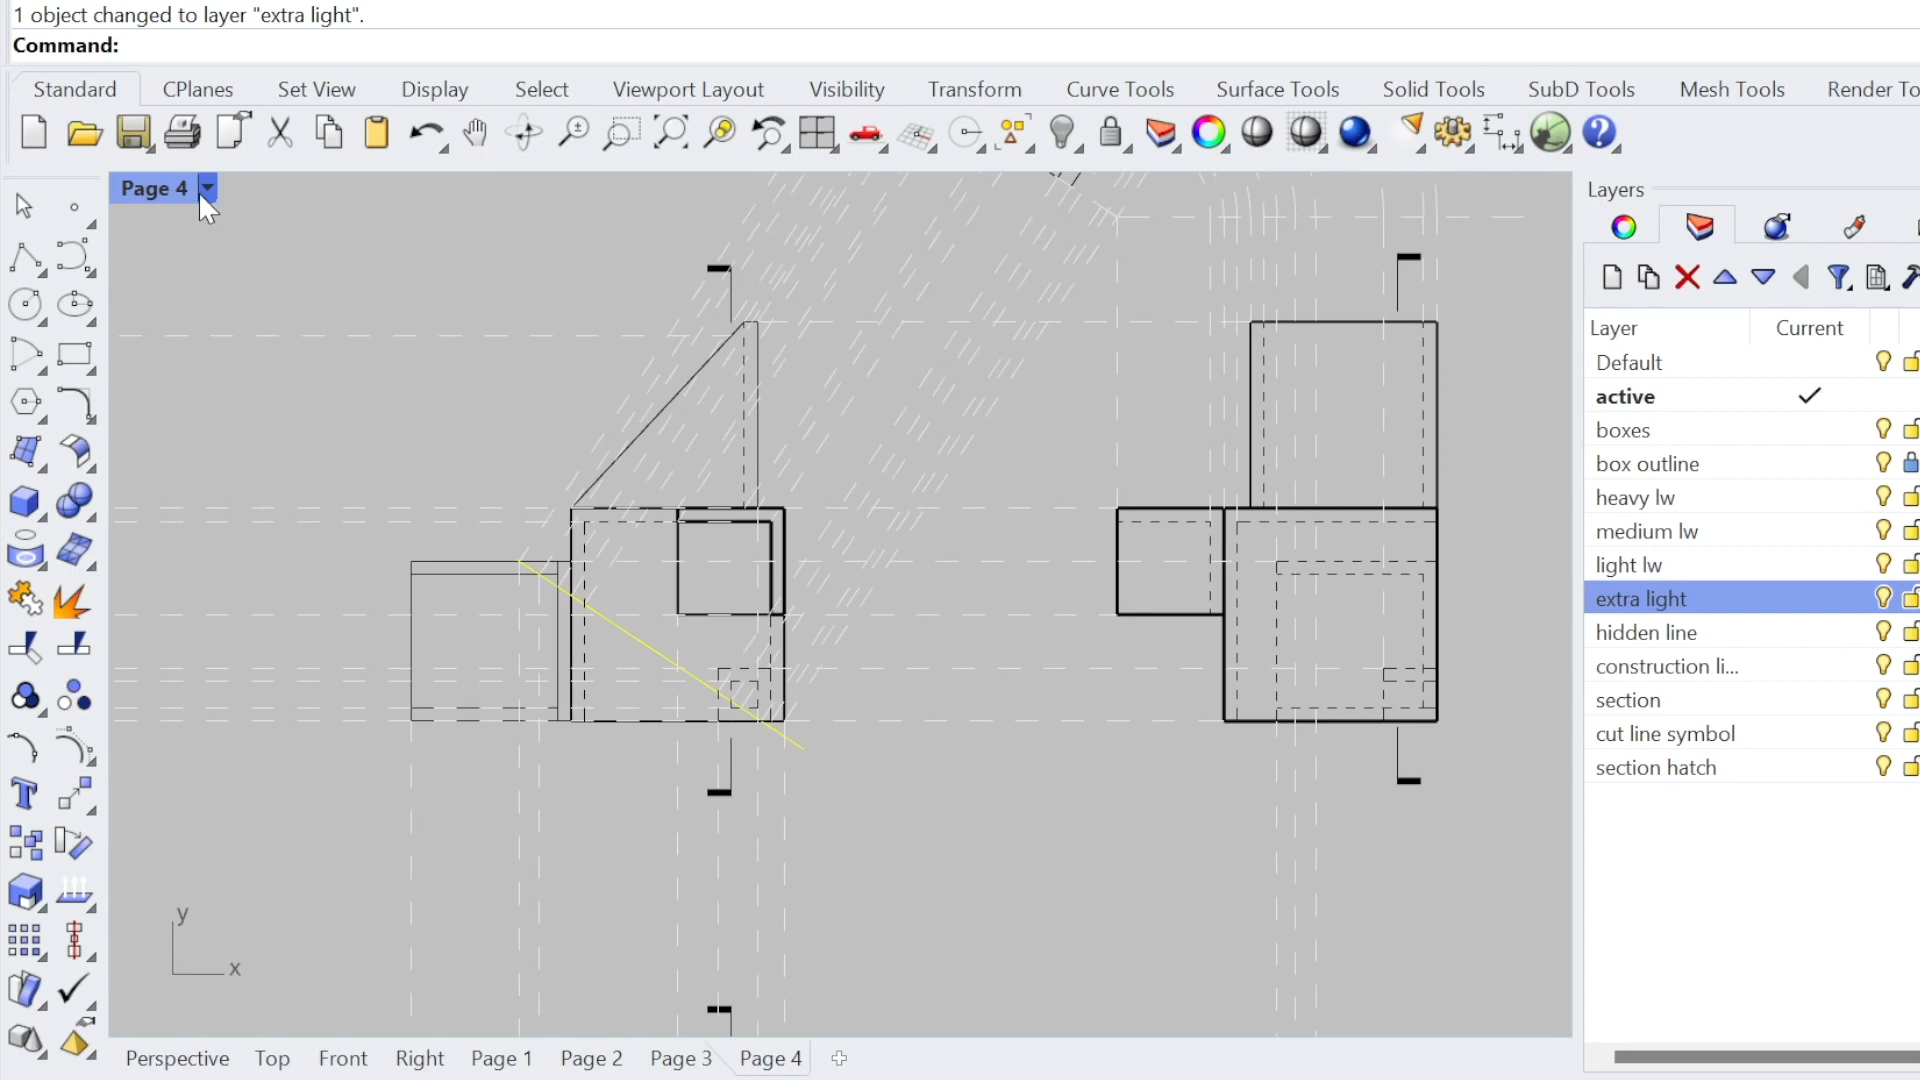 1 object changed to layer "extra light".
Command:
Standard CPlanes Set View Display Select Viewport Layout Visibility Transform Curve Tools Surface Tools Solid Tools SubD Tools Mesh Tools Render To
Page 4
Layers
Layer Current
Default
active
boxes
box outline
heavy lw
medium lw
light lw
extra light
hidden line
construction li...
section
cut line symbol
section hatch
y
x
Perspective Top Front Right Page 1 Page 2 Page 3 Page 4